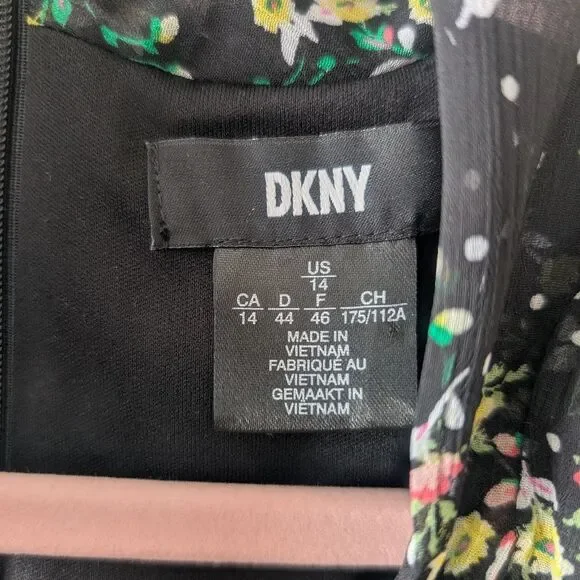 DKNY
US
14
CA D F CH
14 44 46 175/112A
MADE IN
VIETNAM
FABRIQUÉ AU
VIETNAM
GEMAAKT IN
VIETNAM